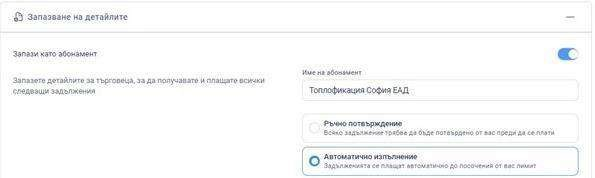 Запазване на детайлите
Запази като абонамент
Име на абонамент
Запазете детайлите за търговеца, за да получавате и плащате всички
следващи задължения
Топлофикация София ЕАД
Ръчно потвърждение
Всяко задължение трябва да бъде потвърдено от вас преди да се плати
Автоматично изпълнение
Задълженията се плащат автоматично до посочения от вас лимит